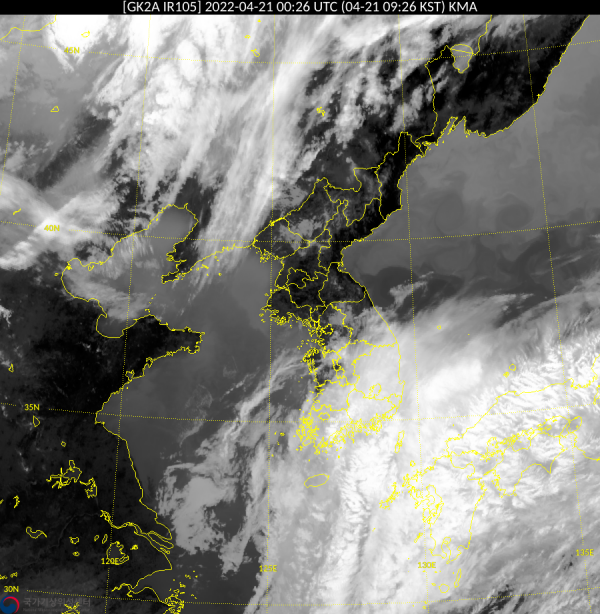 [GK2A IR105] 2022-04-21 00:26 UTC (04-21 09:26 KST) KMA
45N
40N
35N
120E
125E
130E
135E
30N